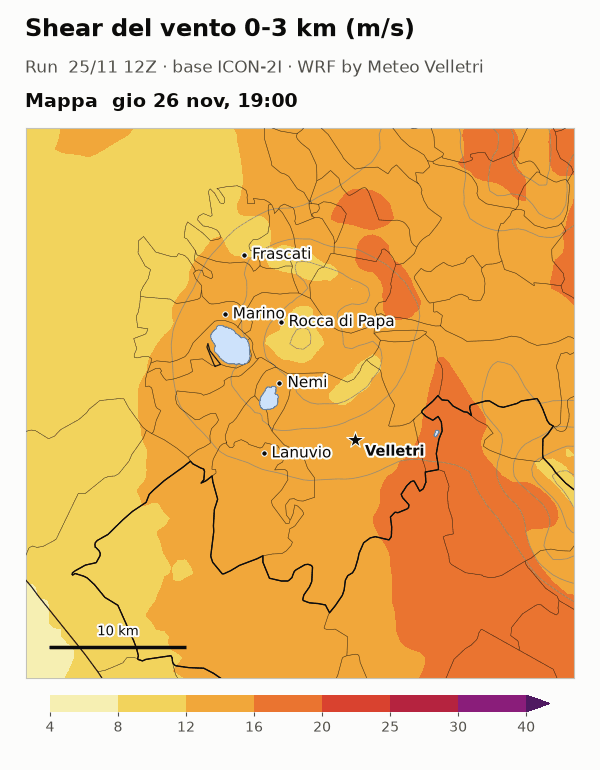 Shear del vento 0-3 km (m/s)
Run  25/11 12Z · base ICON-2I · WRF by Meteo Velletri
Mappa  gio 26 nov, 19:00
Frascati
Marino
Rocca di Papa
Nemi
Velletri
Lanuvio
10 km
4 8 12 16 20 25 30 40